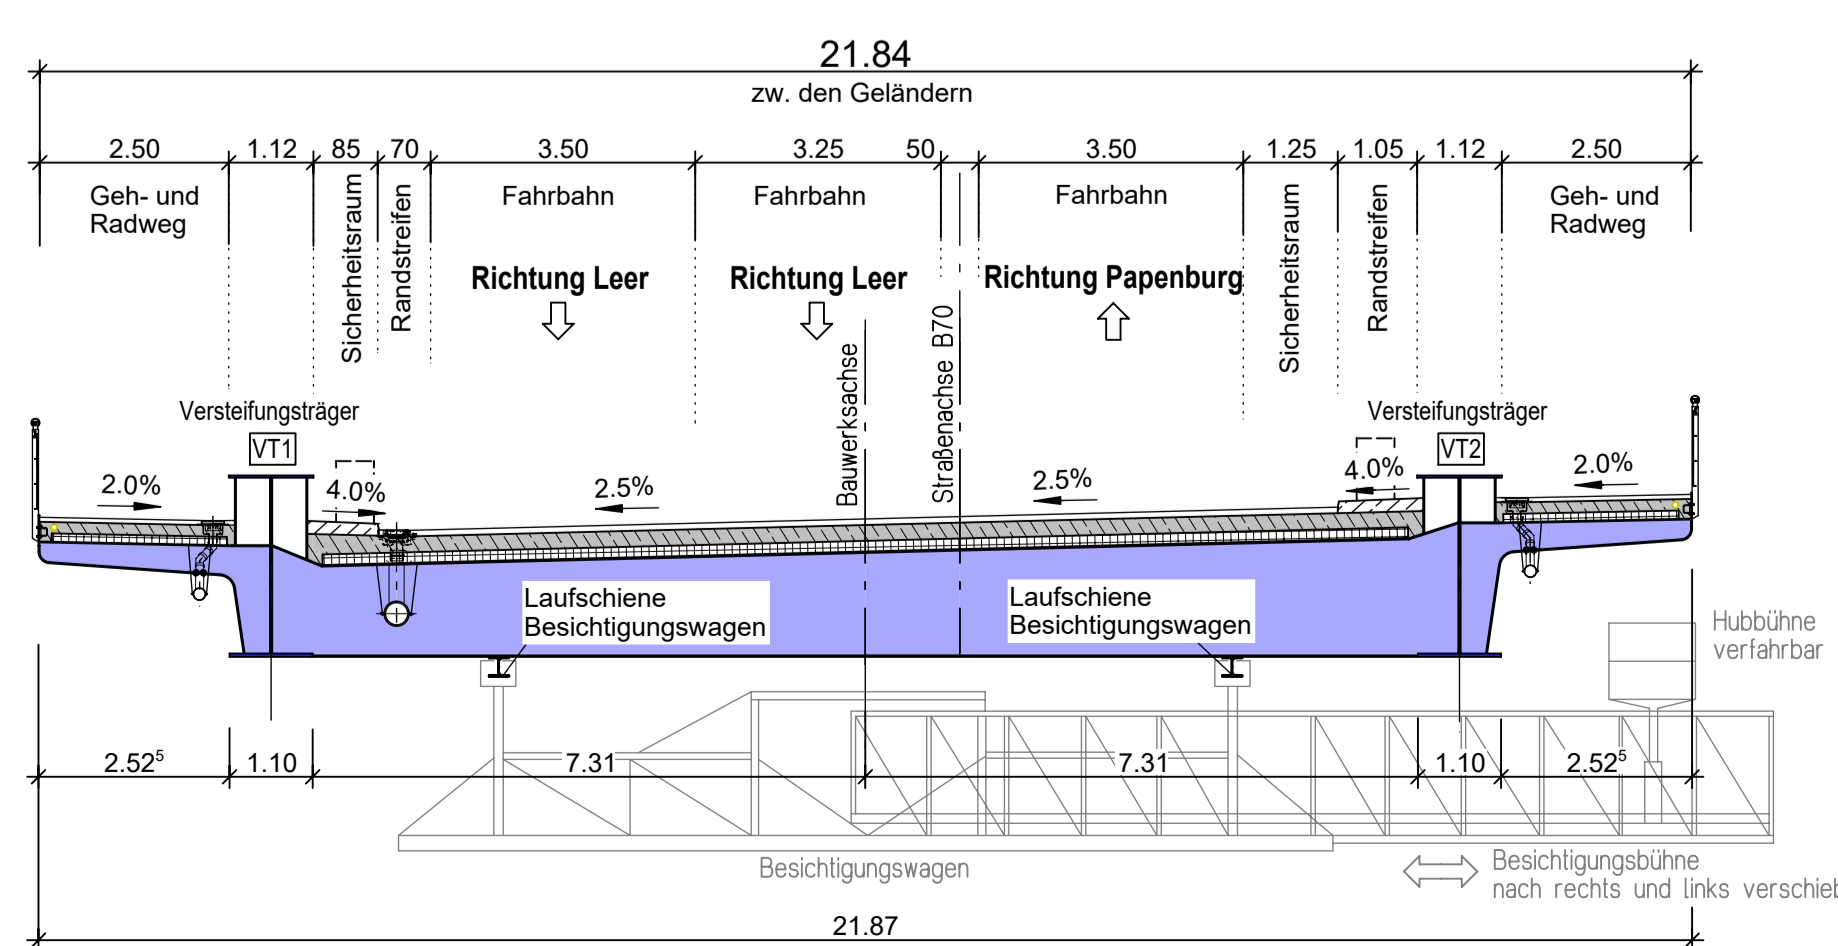 21.84
zw. den Geländern
2.50 1.12 85 70 3.50 3.25 50 3.50 1.25 1.05 1.12 2.50
Geh- und
Radweg
Sicherheitsraum
Randstreifen
Fahrbahn
Fahrbahn
Fahrbahn
Sicherheitsraum
Randstreifen
Geh- und
Radweg
Richtung Leer
Richtung Leer
Richtung Papenburg
Bauwerksachse
Straßenachse B70
Versteifungsträger
VT1
Versteifungsträger
VT2
2.0% 4.0% 2.5% 2.5% 4.0% 2.0%
Laufschiene
Besichtigungswagen
Laufschiene
Besichtigungswagen
Hubbühne
verfahrbar
2.52⁵ 1.10 7.31 7.31 1.10 2.52⁵
Besichtigungswagen
Besichtigungsbühne
nach rechts und links verschieb
21.87